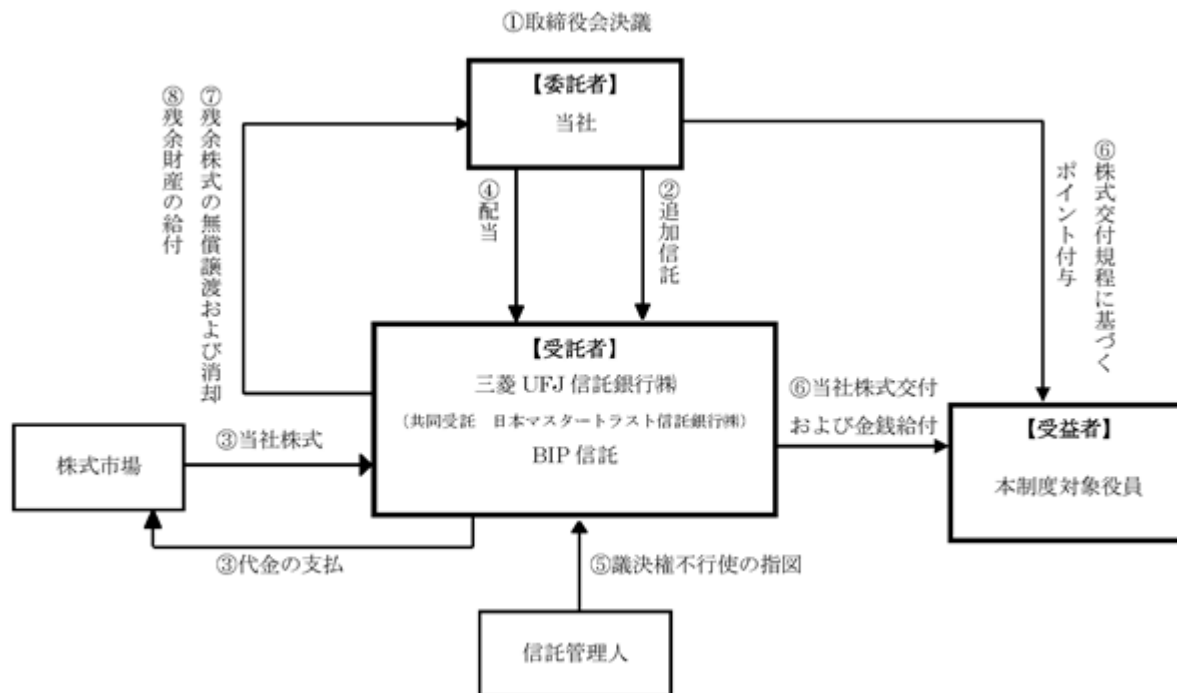 ①取締役会決議
【委託者】
当社
⑧残余財産の給付
⑦残余株式の無償譲渡および消却
④配当
②追加信託
⑥株式交付規程に基づく
ポイント付与
【受託者】
三菱 UFJ 信託銀行㈱
(共同受託 日本マスタートラスト信託銀行㈱)
BIP 信託
⑥当社株式交付
および金銭給付
【受益者】
本制度対象役員
株式市場
③当社株式
③代金の支払
⑤議決権不行使の指図
信託管理人